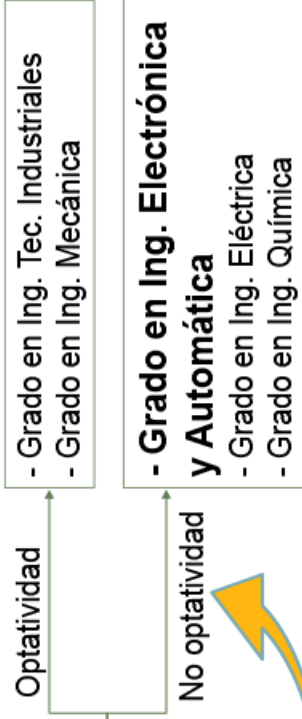 Optatividad
- Grado en Ing. Tec. Industriales
- Grado en Ing. Mecánica
No optatividad
- Grado en Ing. Electrónica
y Automática
- Grado en Ing. Eléctrica
- Grado en Ing. Química